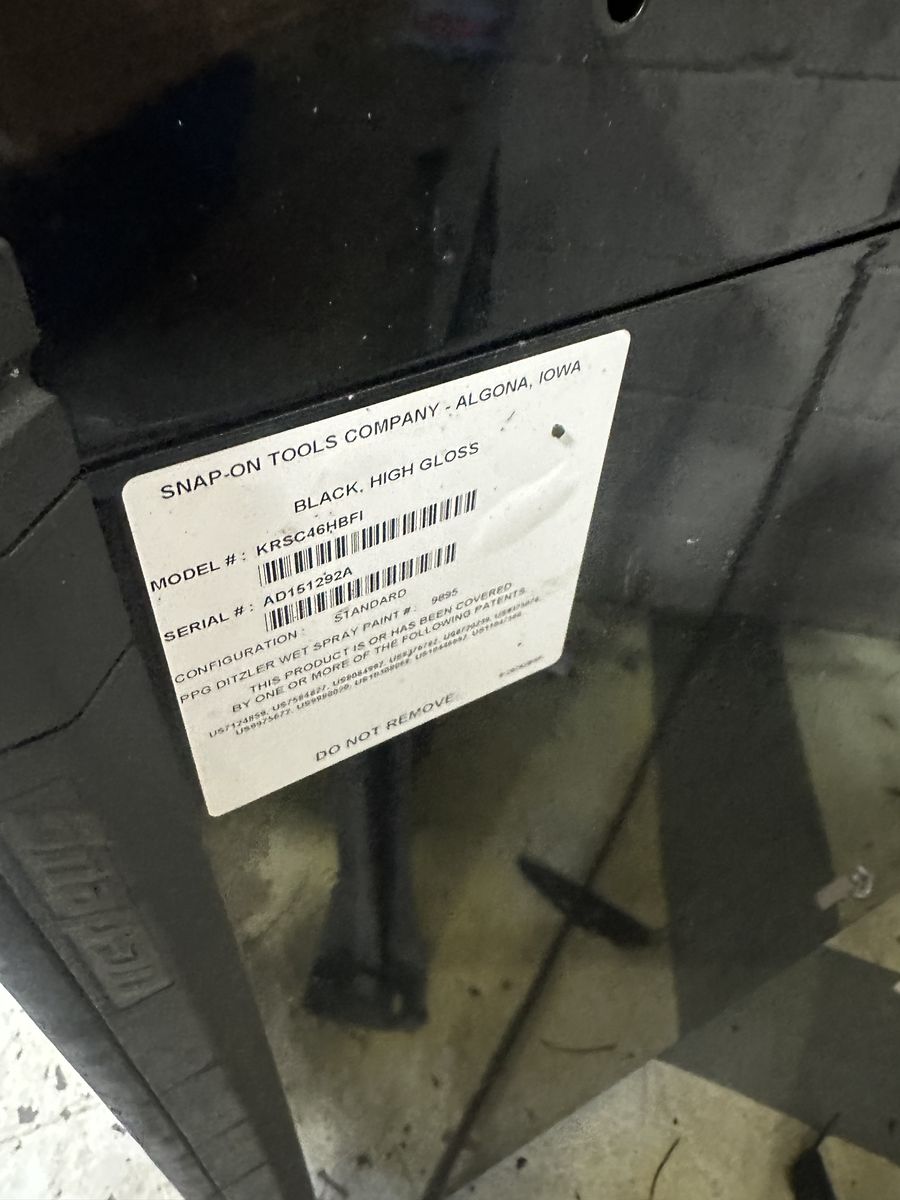 SNAP-ON TOOLS COMPANY - ALGONA, IOWA
BLACK, HIGH GLOSS
MODEL # : KRSC46HBFI
SERIAL # : AD151292A
CONFIGURATION : STANDARD
PPG DITZLER WET SPRAY PAINT # : 9895
THIS PRODUCT IS OR HAS BEEN COVERED
BY ONE OR MORE OF THE FOLLOWING PATENTS
US7124859, US7584827,
DO NOT REMOVE